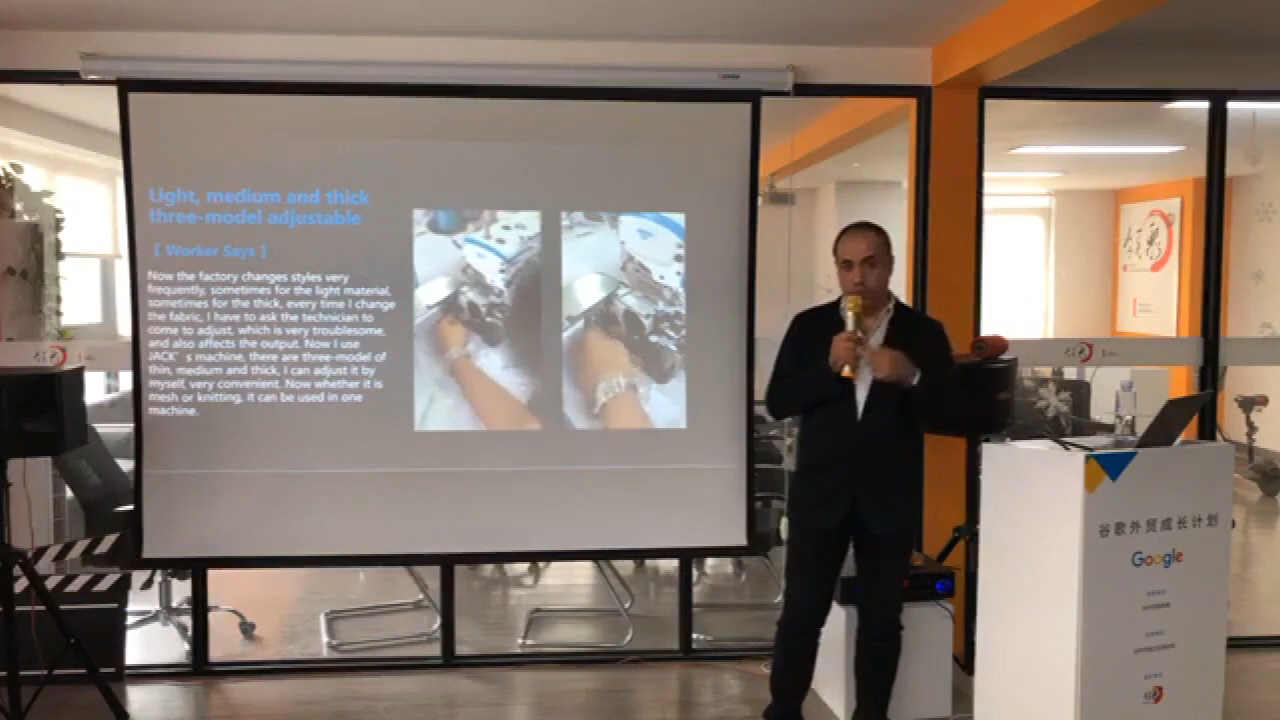 Light, medium and thick
three-model adjustable
【 Worker Says 】
Now the factory changes styles very
frequently, sometimes for the light material,
sometimes for the thick, every time I change
the fabric, I have to ask the technician to
come to adjust, which is very troublesome,
and also affects the output. Now I use
JACK' s machine, there are three-model of
thin, medium and thick, I can adjust it by
myself, very convenient. Now whether it is
mesh or knitting, it can be used in one
machine.
谷歌外贸成长计划
Google